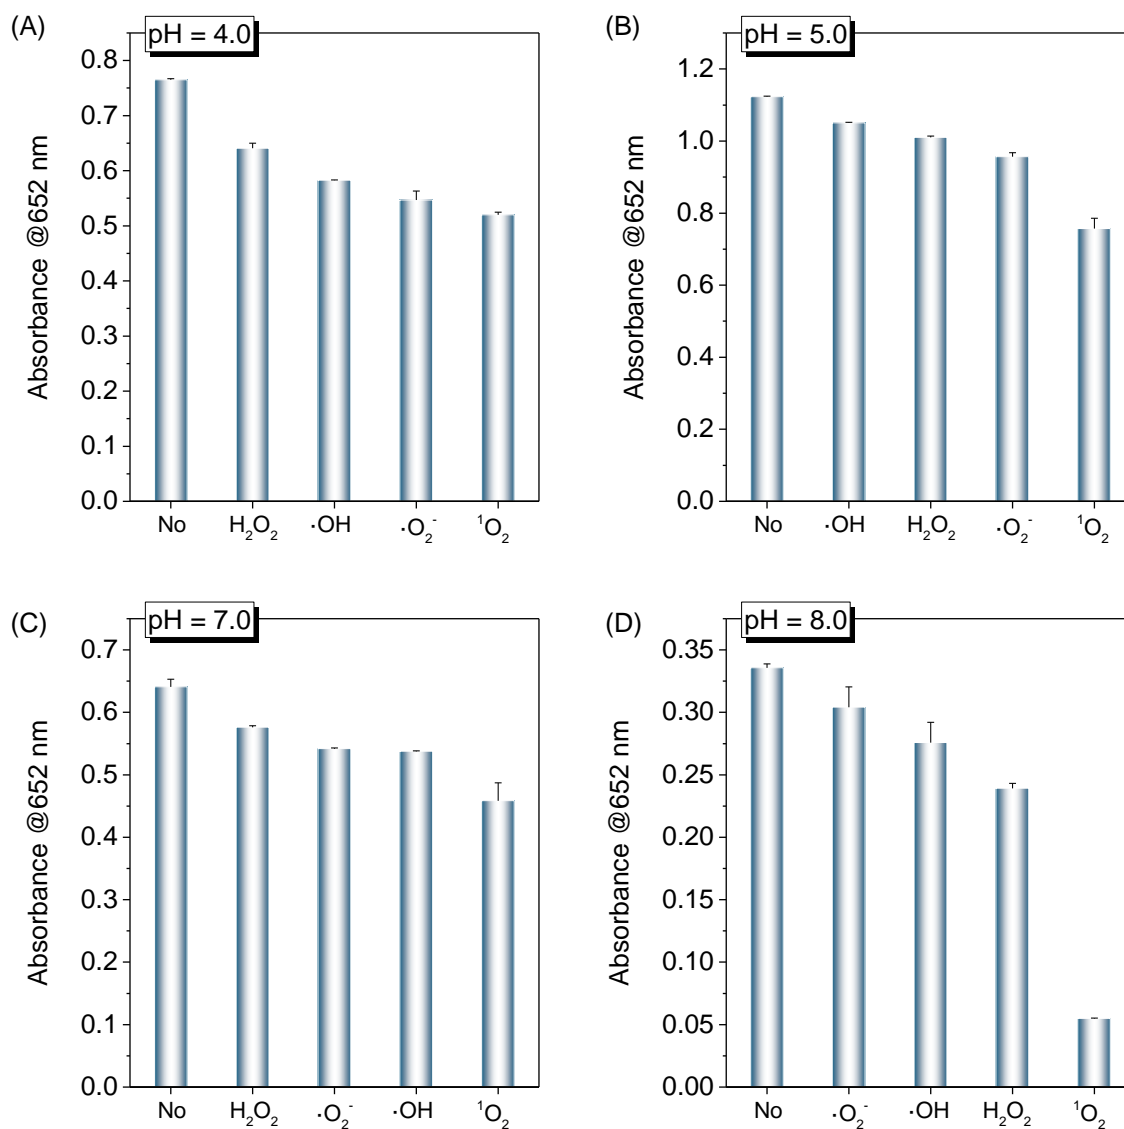 (A)
pH = 4.0
Absorbance @652 nm
0.8
0.7
0.6
0.5
0.4
0.3
0.2
0.1
0.0
No H₂O₂ ·OH ·O₂⁻ ¹O₂
(B)
pH = 5.0
Absorbance @652 nm
1.2
1.0
0.8
0.6
0.4
0.2
0.0
No ·OH H₂O₂ ·O₂⁻ ¹O₂
(C)
pH = 7.0
Absorbance @652 nm
0.7
0.6
0.5
0.4
0.3
0.2
0.1
0.0
No H₂O₂ ·O₂⁻ ·OH ¹O₂
(D)
pH = 8.0
Absorbance @652 nm
0.35
0.30
0.25
0.20
0.15
0.10
0.05
0.00
No ·O₂⁻ ·OH H₂O₂ ¹O₂